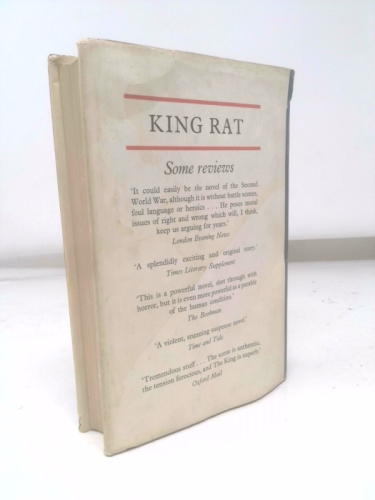 KING RAT
Some reviews
'It could easily be the novel of the Second
World War, although it is without battle scenes,
foul language or heroics . . . He poses moral
issues of right and wrong which will, I think,
keep us arguing for years.'
London Evening News
'A splendidly exciting and original story.'
Times Literary Supplement
'This is a powerful novel, shot through with
horror, but it is even more powerful as a parable
of the human condition.'
The Bookman
'A violent, stunning suspense novel.'
Time and Tide
'Tremendous stuff . . . The scene is authentic,
the tension ferocious, and The King is superb.'
Oxford Mail